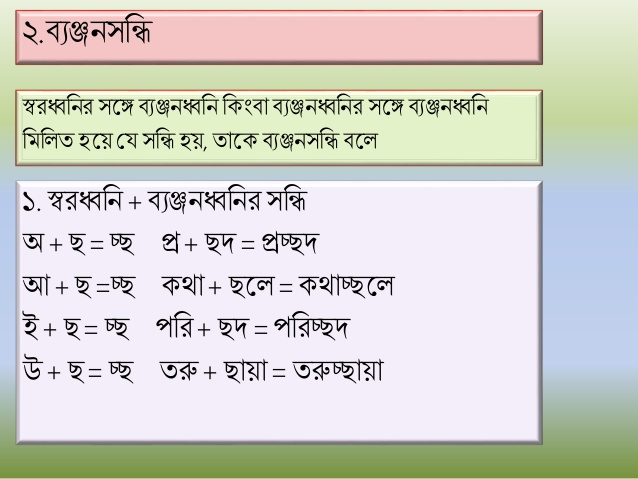 ২.ব্যঞ্জনসন্ধি
স্বরধ্বনির সঙ্গে ব্যঞ্জনধ্বনি কিংবা ব্যঞ্জনধ্বনির সঙ্গে ব্যঞ্জনধ্বনি
মিলিত হয়ে যে সন্ধি হয়, তাকে ব্যঞ্জনসন্ধি বলে
১. স্বরধ্বনি + ব্যঞ্জনধ্বনির সন্ধি
অ + ছ = চ্ছ প্র + ছদ = প্রচ্ছদ
আ + ছ =চ্ছ কথা + ছলে = কথাচ্ছলে
ই + ছ = চ্ছ পরি + ছদ = পরিচ্ছদ
উ + ছ = চ্ছ তরু + ছায়া = তরুচ্ছায়া